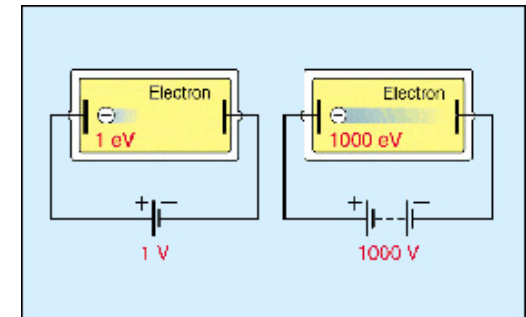 Electron
1 eV
+ −
1 V
Electron
1000 eV
+ −
1000 V